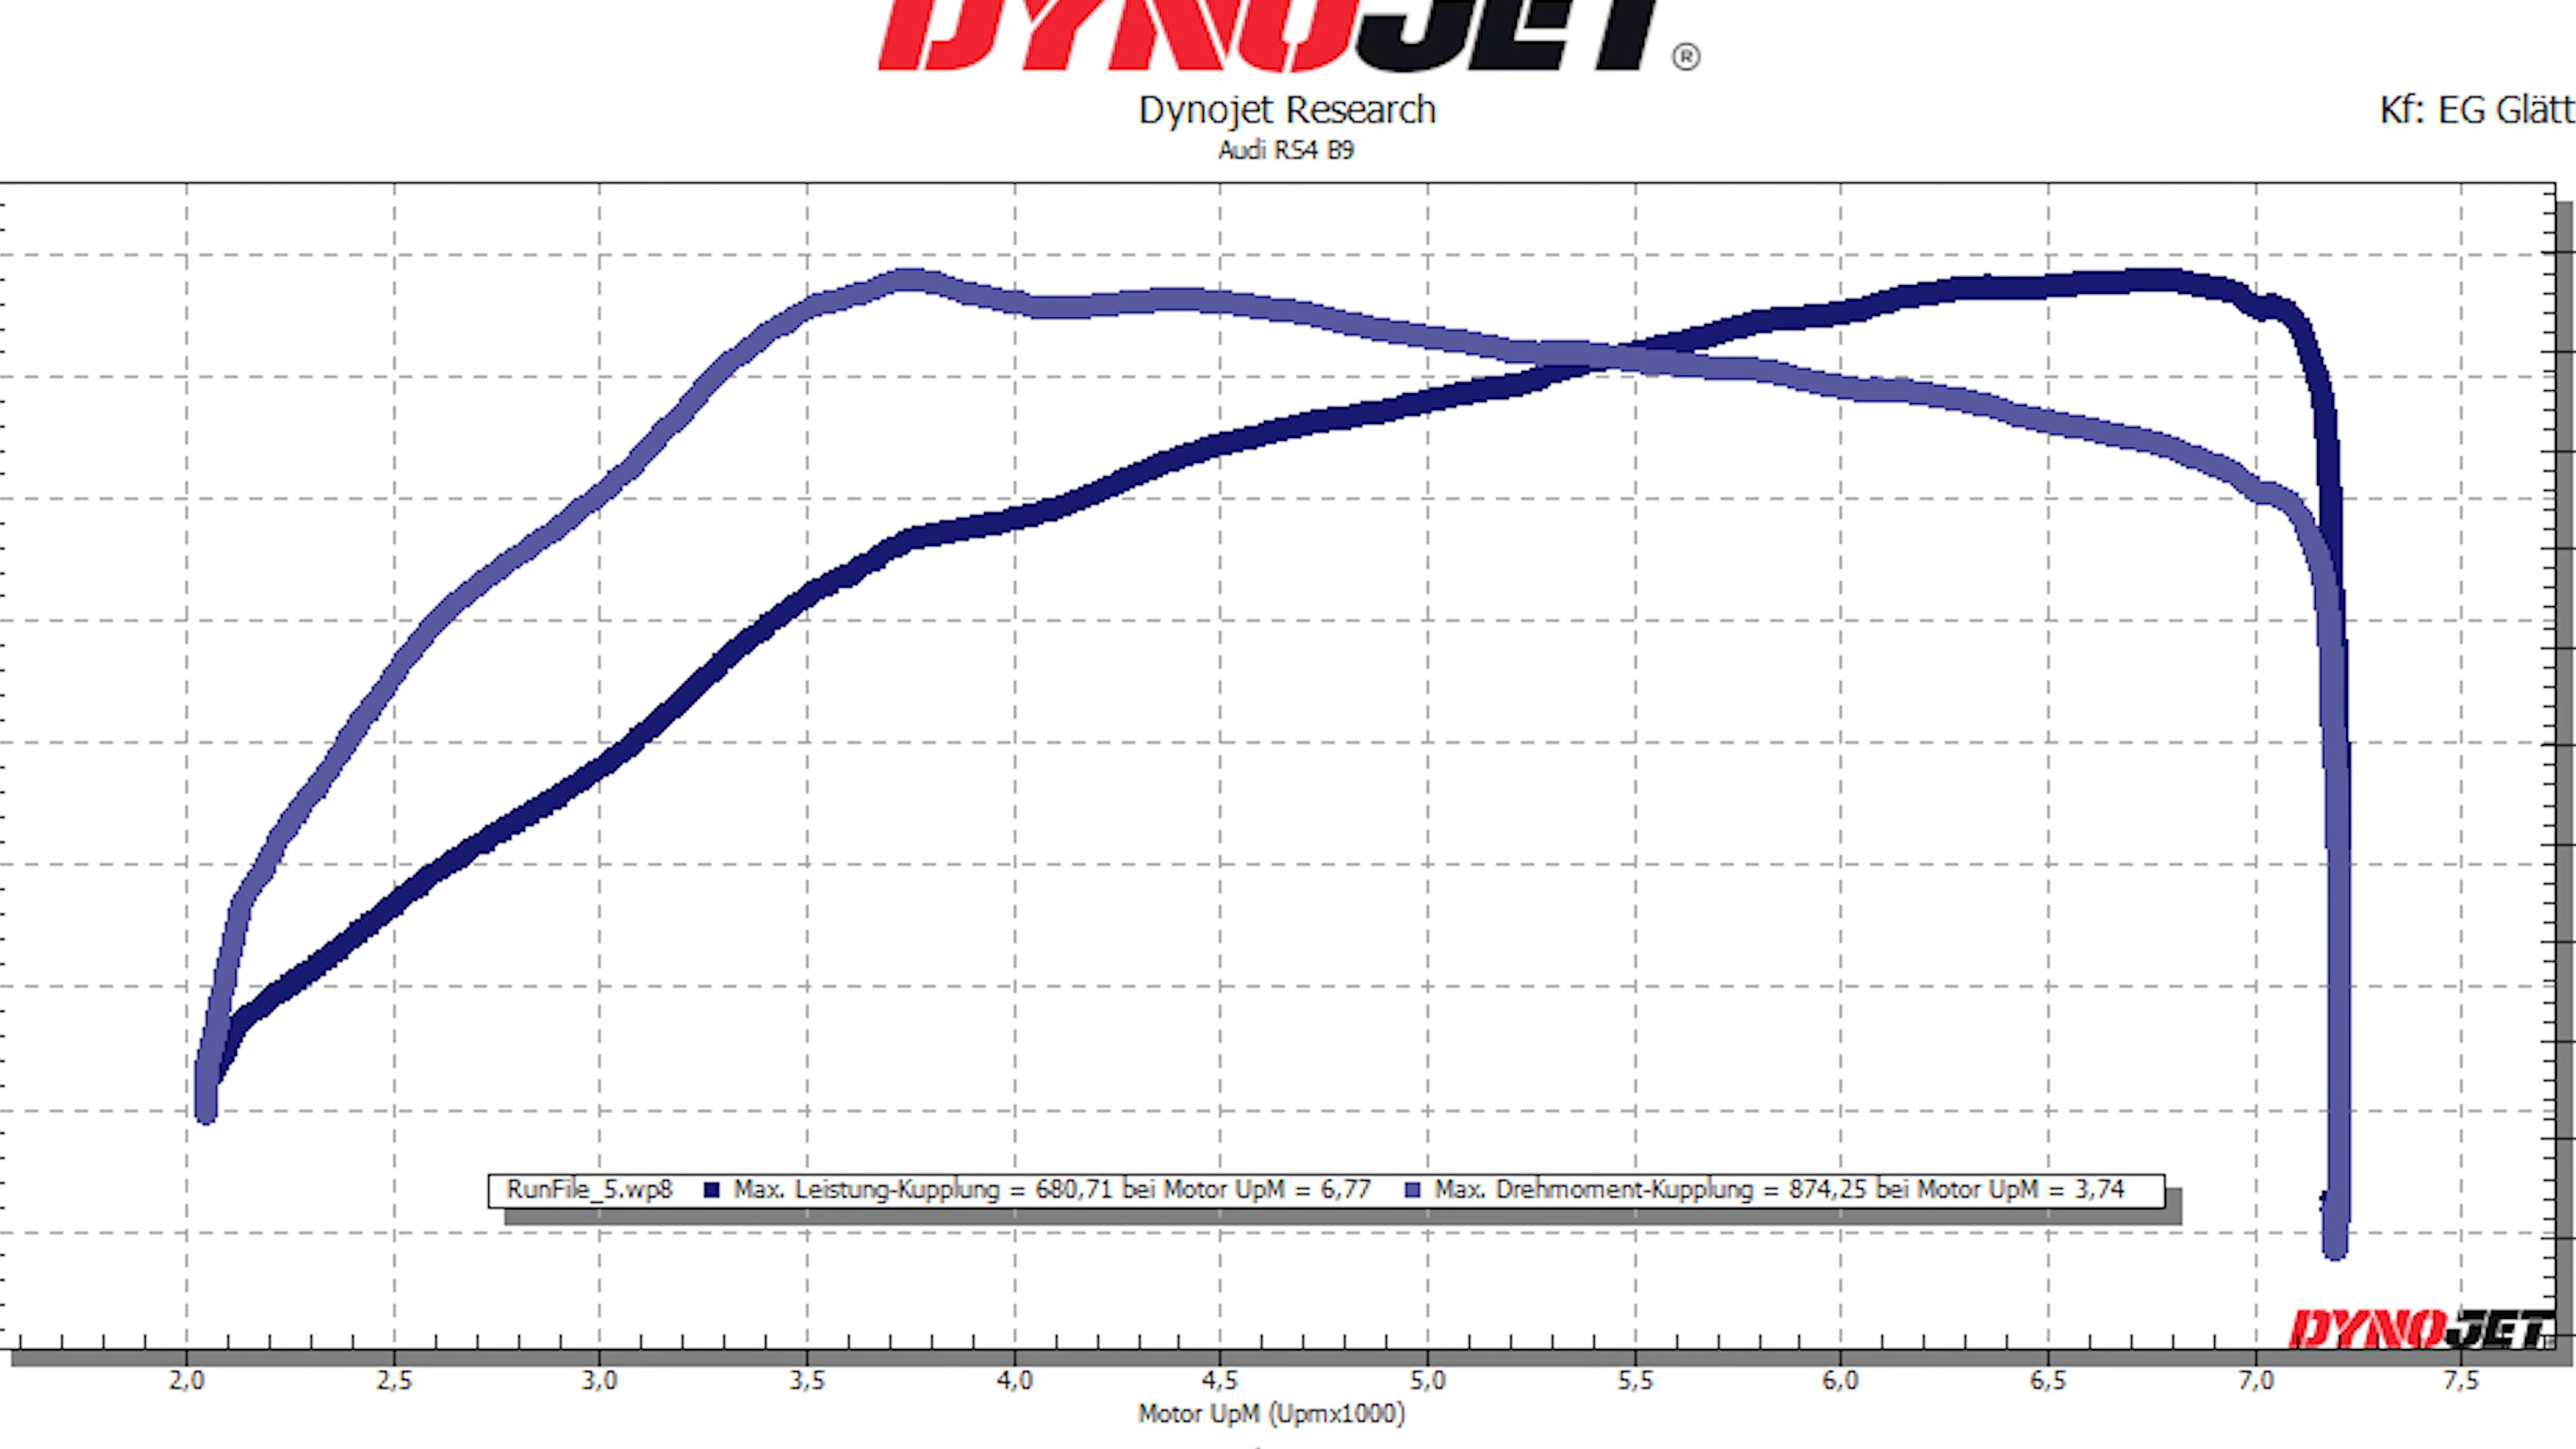 DYNOJET®
Dynojet Research
Kf: EG Glätt
Audi RS4 B9
RunFile_5.wp8 Max. Leistung-Kupplung = 680,71 bei Motor UpM = 6,77 Max. Drehmoment-Kupplung = 874,25 bei Motor UpM = 3,74
DYNOJET
2,0 2,5 3,0 3,5 4,0 4,5 5,0 5,5 6,0 6,5 7,0 7,5
Motor UpM (Upmx1000)